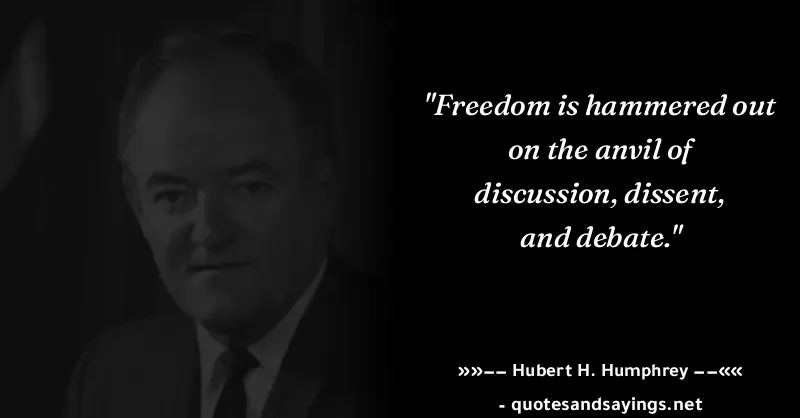 "Freedom is hammered out
on the anvil of
discussion, dissent,
and debate."
»»−− Hubert H. Humphrey −−««
- quotesandsayings.net